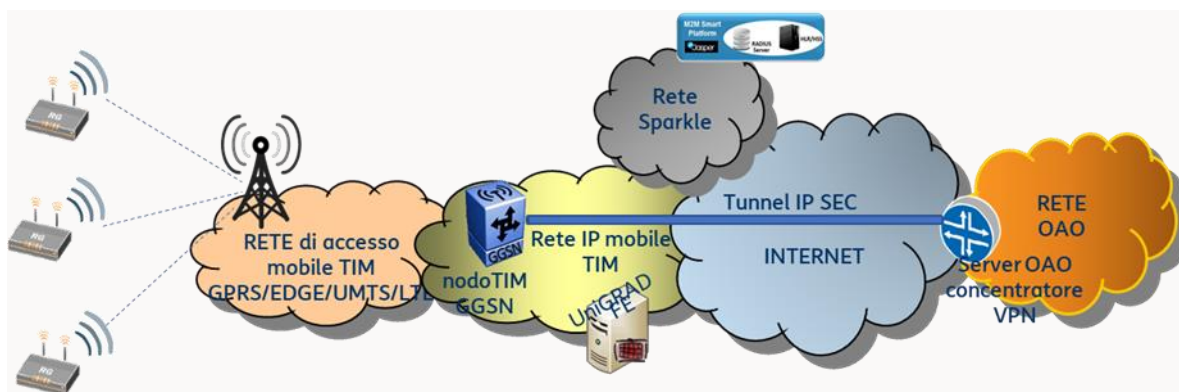 M2M Smart
Platform
Jasper
RADIUS
Server
HLR/HSS
Rete
Sparkle
RG
RG
RG
RETE di accesso
mobile TIM
GPRS/EDGE/UMTS/LTE
GGSN
nodoTIM
GGSN
Rete IP mobile
TIM
UniGRAD
FE
Tunnel IP SEC
INTERNET
RETE
OAO
Server OAO
concentratore
VPN